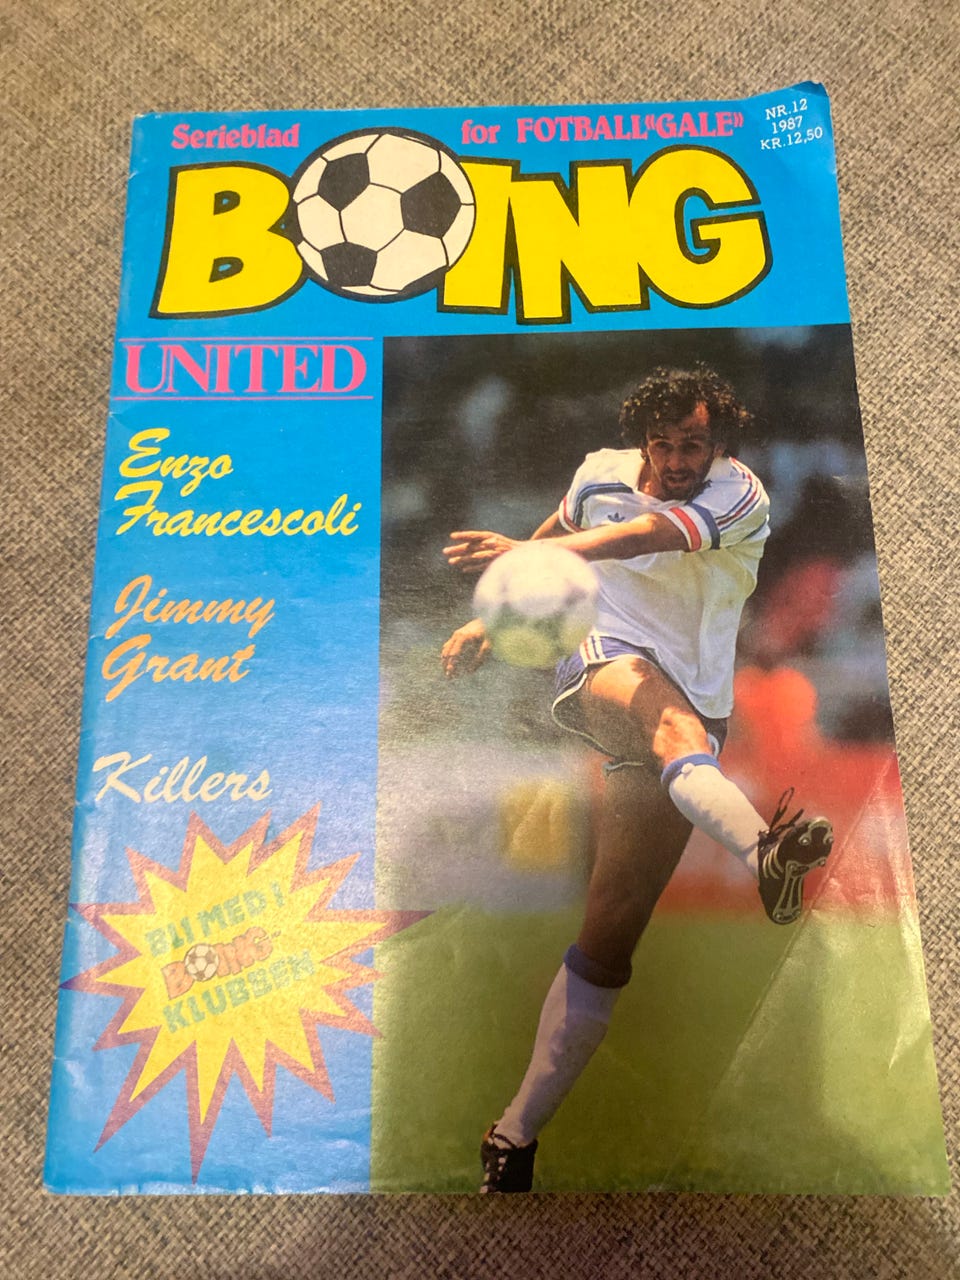 Serieblad for FOTBALL«GALE»
NR.12
1987
KR.12,50
BOING
UNITED
Enzo
Francescoli
Jimmy
Grant
Killers
BLI MED I
BOING
KLUBBEN